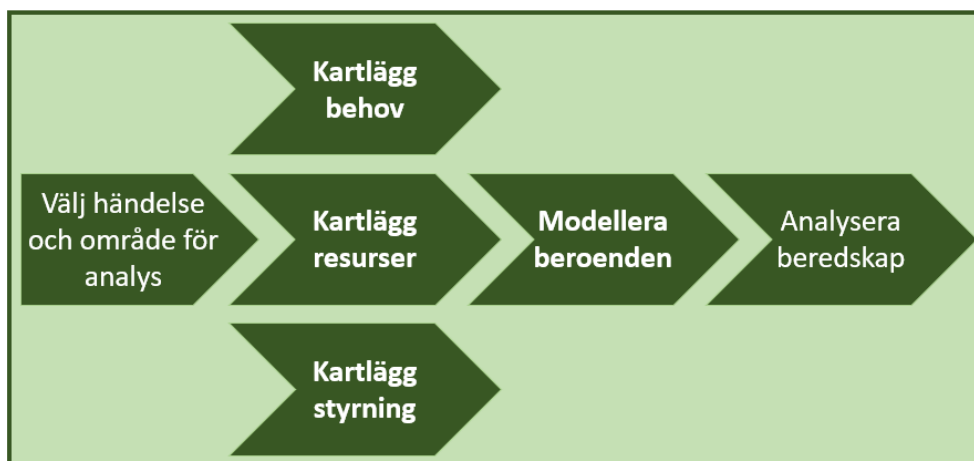 Kartlägg
behov
Välj händelse
och område för
analys
Kartlägg
resurser
Modellera
beroenden
Analysera
beredskap
Kartlägg
styrning